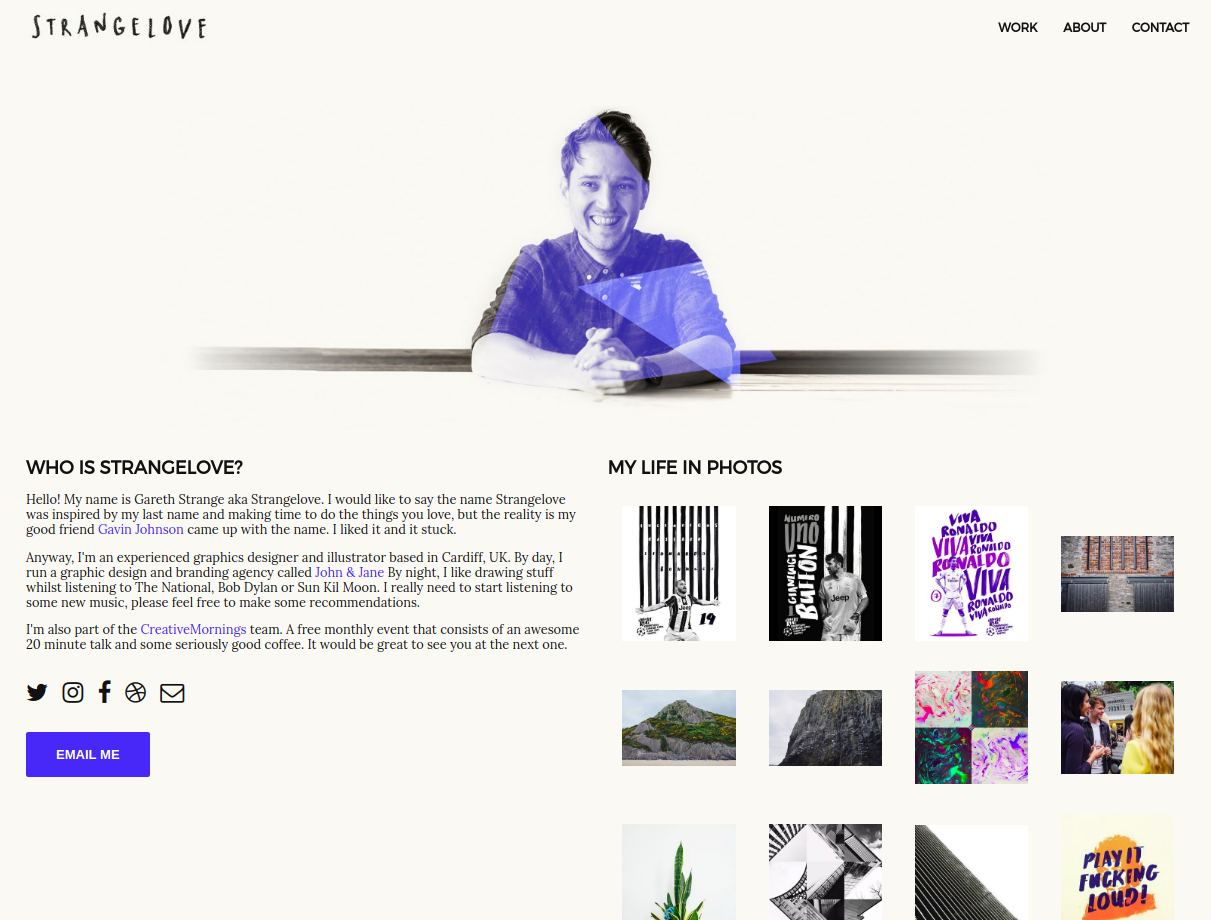 STRANGELOVE
WORK
ABOUT
CONTACT
WHO IS STRANGELOVE?
Hello! My name is Gareth Strange aka Strangelove. I would like to say the name Strangelove
was inspired by my last name and making time to do the things you love, but the reality is my
good friend Gavin Johnson came up with the name. I liked it and it stuck.
Anyway, I'm an experienced graphics designer and illustrator based in Cardiff, UK. By day, I
run a graphic design and branding agency called John & Jane By night, I like drawing stuff
whilst listening to The National, Bob Dylan or Sun Kil Moon. I really need to start listening to
some new music, please feel free to make some recommendations.
I'm also part of the CreativeMornings team. A free monthly event that consists of an awesome
20 minute talk and some seriously good coffee. It would be great to see you at the next one.
EMAIL ME
MY LIFE IN PHOTOS
Jeep
19
NUMERO
UNO
GIANLUIGI
BUFFON
Jeep
VIVA
RONALDO
VIVA VIVA
RONALDO
RONALDO
VIVA
RONALDO
VIVA RONALDO
PLAY IT
FUCKING
LOUD!